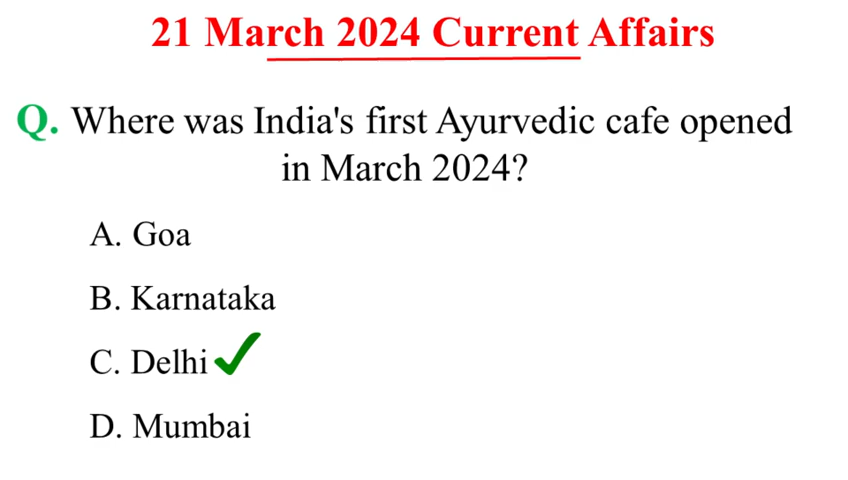 21 March 2024 Current Affairs
Q. Where was India's first Ayurvedic cafe opened
in March 2024?
A. Goa
B. Karnataka
C. Delhi
D. Mumbai